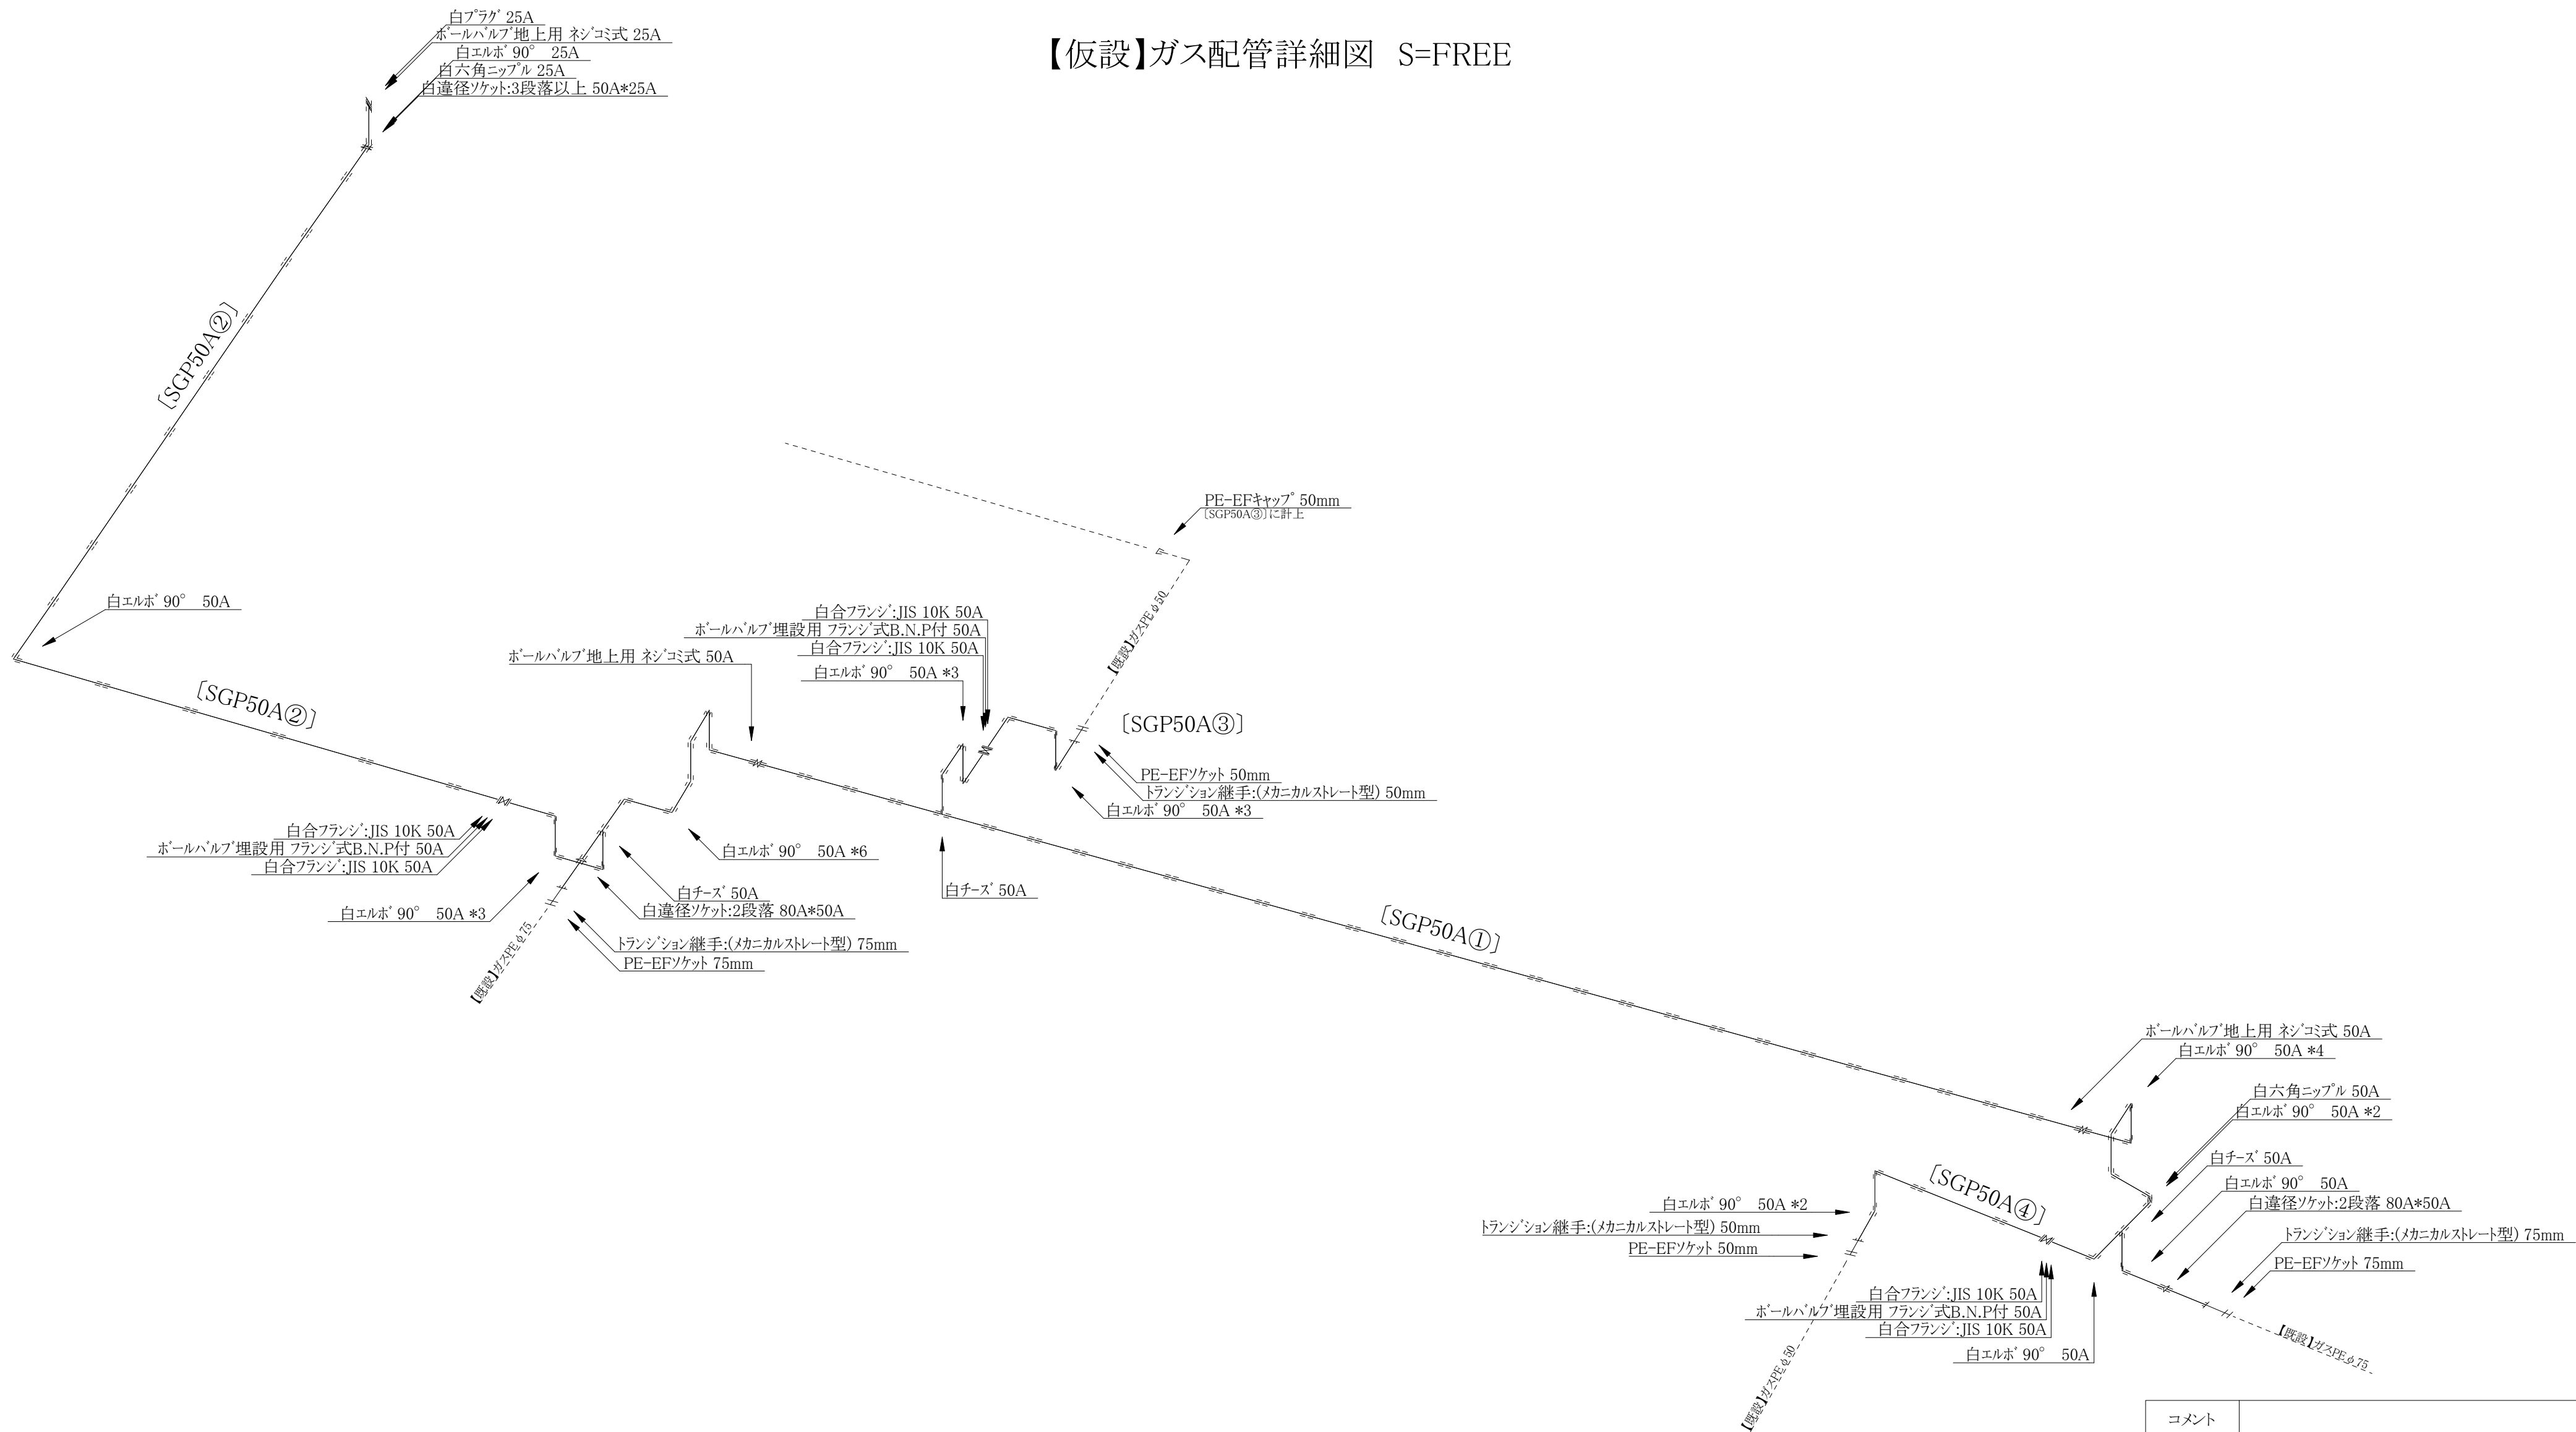 【仮設】ガス配管詳細図 S=FREE
白プラグ 25A
ボールバルブ地上用 ネジコミ式 25A
白エルボ 90° 25A
白六角ニップル 25A
白違径ソケット:3段落以上 50A*25A
〔SGP50A②〕
PE-EFキャップ 50mm
〔SGP50A③〕に計上
白エルボ 90° 50A
〔SGP50A②〕
白合フランジ:JIS 10K 50A
ボールバルブ埋設用 フランジ式B.N.P付 50A
白合フランジ:JIS 10K 50A
ボールバルブ地上用 ネジコミ式 50A
白エルボ 90° 50A *3
【既設】ガスPEφ50
〔SGP50A③〕
PE-EFソケット 50mm
トランジション継手:(メカニカルストレート型) 50mm
白エルボ 90° 50A *3
白合フランジ:JIS 10K 50A
ボールバルブ埋設用 フランジ式B.N.P付 50A
白合フランジ:JIS 10K 50A
白エルボ 90° 50A *3
白エルボ 90° 50A *6
白チーズ 50A
白違径ソケット:2段落 80A*50A
白チーズ 50A
トランジション継手:(メカニカルストレート型) 75mm
PE-EFソケット 75mm
【既設】ガスPEφ75
〔SGP50A①〕
ボールバルブ地上用 ネジコミ式 50A
白エルボ 90° 50A *4
白六角ニップル 50A
白エルボ 90° 50A *2
白チーズ 50A
白エルボ 90° 50A
白違径ソケット:2段落 80A*50A
トランジション継手:(メカニカルストレート型) 75mm
PE-EFソケット 75mm
〔SGP50A④〕
白エルボ 90° 50A *2
トランジション継手:(メカニカルストレート型) 50mm
PE-EFソケット 50mm
白合フランジ:JIS 10K 50A
ボールバルブ埋設用 フランジ式B.N.P付 50A
白合フランジ:JIS 10K 50A
白エルボ 90° 50A
【既設】ガスPEφ50
【既設】ガスPEφ75
コメント